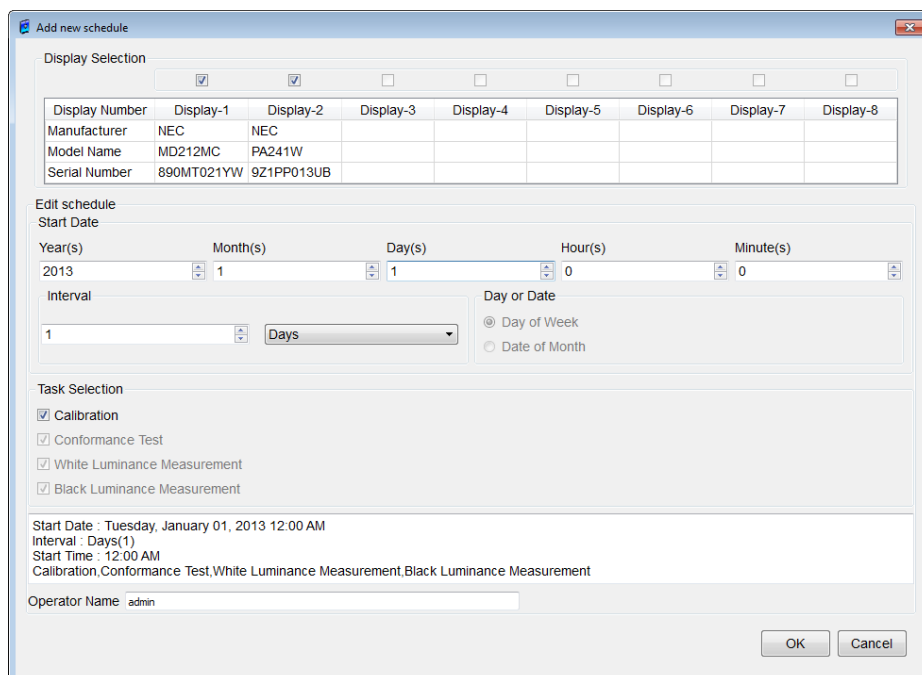 Add new schedule
Display Selection
Display Number Display-1 Display-2 Display-3 Display-4 Display-5 Display-6 Display-7 Display-8
Manufacturer NEC NEC
Model Name MD212MC PA241W
Serial Number 890MT021YW 9Z1PP013UB
Edit schedule
Start Date
Year(s) Month(s) Day(s) Hour(s) Minute(s)
2013 1 1 0 0
Interval Day or Date
Day of Week
1 Days
Date of Month
Task Selection
Calibration
Conformance Test
White Luminance Measurement
Black Luminance Measurement
Start Date : Tuesday, January 01, 2013 12:00 AM
Interval : Days(1)
Start Time : 12:00 AM
Calibration,Conformance Test,White Luminance Measurement,Black Luminance Measurement
Operator Name admin
OK Cancel